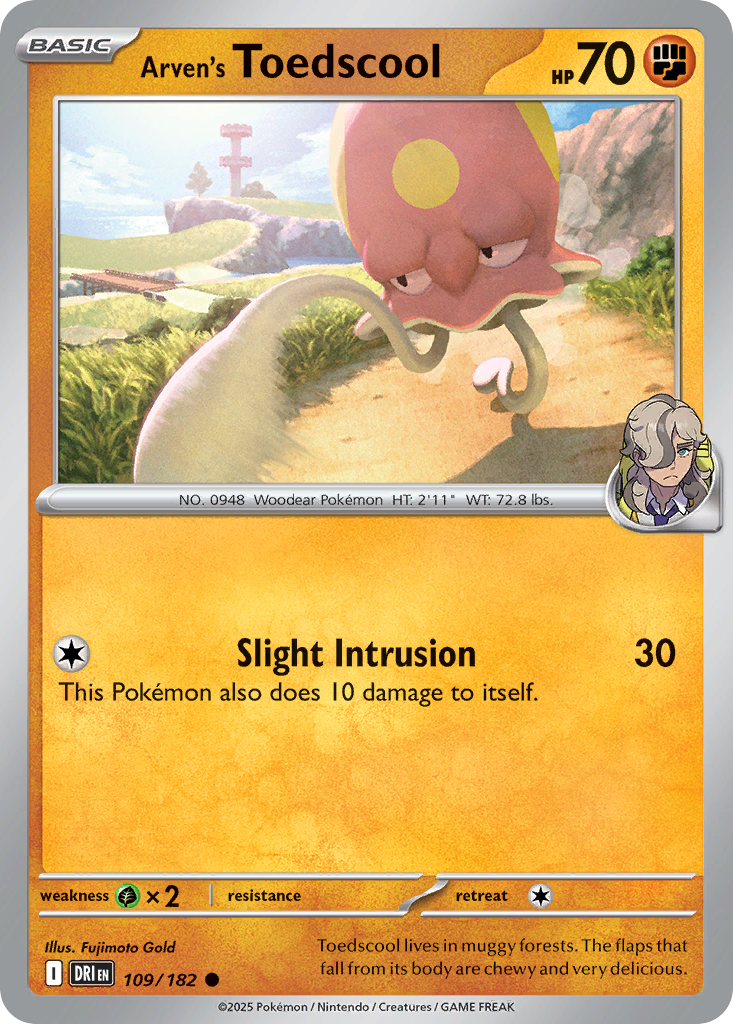 BASIC
Arven's Toedscool HP 70
NO. 0948 Woodear Pokémon HT: 2'11" WT: 72.8 lbs.
Slight Intrusion 30
This Pokémon also does 10 damage to itself.
weakness ×2 resistance retreat
Illus. Fujimoto Gold
Toedscool lives in muggy forests. The flaps that
fall from its body are chewy and very delicious.
I DRI EN 109/182
©2025 Pokémon / Nintendo / Creatures / GAME FREAK